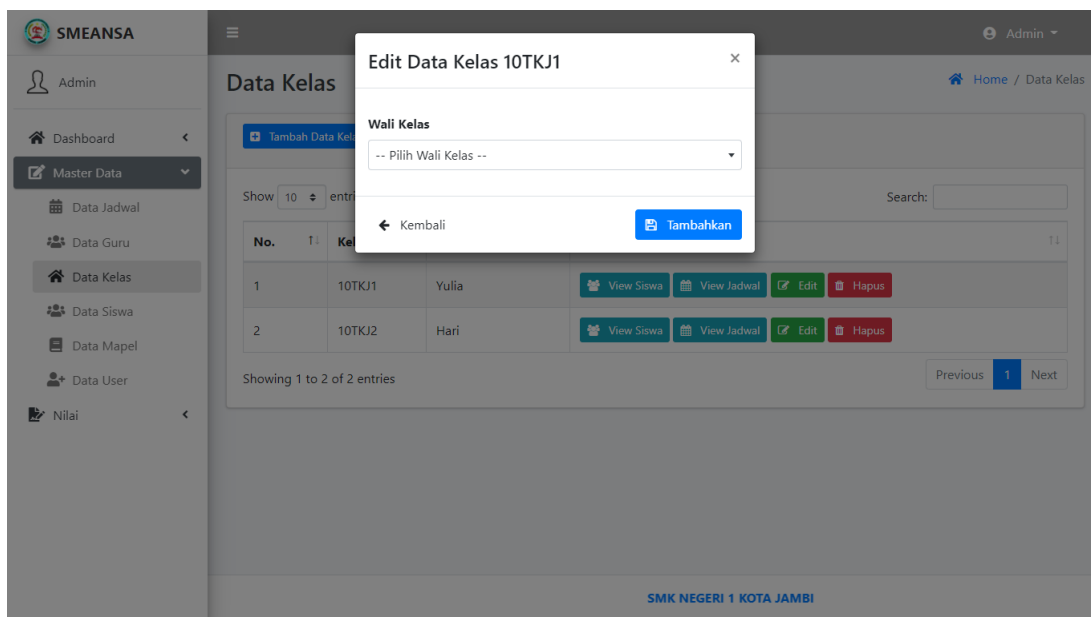 SMEANSA
Admin
Admin
Dashboard
Master Data
Data Jadwal
Data Guru
Data Kelas
Data Siswa
Data Mapel
Data User
Nilai
Data Kelas
Home / Data Kelas
Tambah Data Kela
Edit Data Kelas 10TKJ1
×
Wali Kelas
-- Pilih Wali Kelas --
Kembali
Tambahkan
Show 10 entri
Search:
No. Kel
1 10TKJ1 Yulia View Siswa View Jadwal Edit Hapus
2 10TKJ2 Hari View Siswa View Jadwal Edit Hapus
Showing 1 to 2 of 2 entries
Previous 1 Next
SMK NEGERI 1 KOTA JAMBI